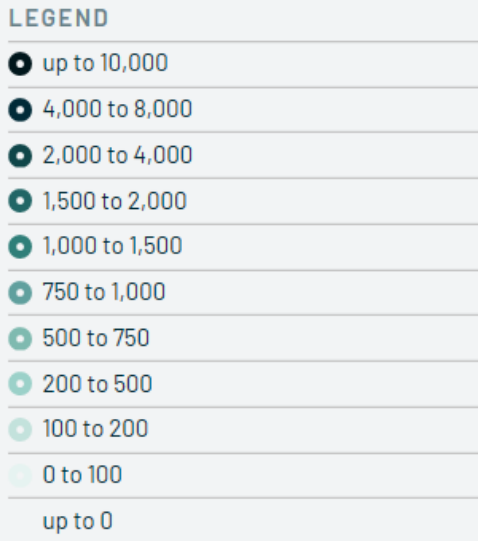 LEGEND
up to 10,000
4,000 to 8,000
2,000 to 4,000
1,500 to 2,000
1,000 to 1,500
750 to 1,000
500 to 750
200 to 500
100 to 200
0 to 100
up to 0